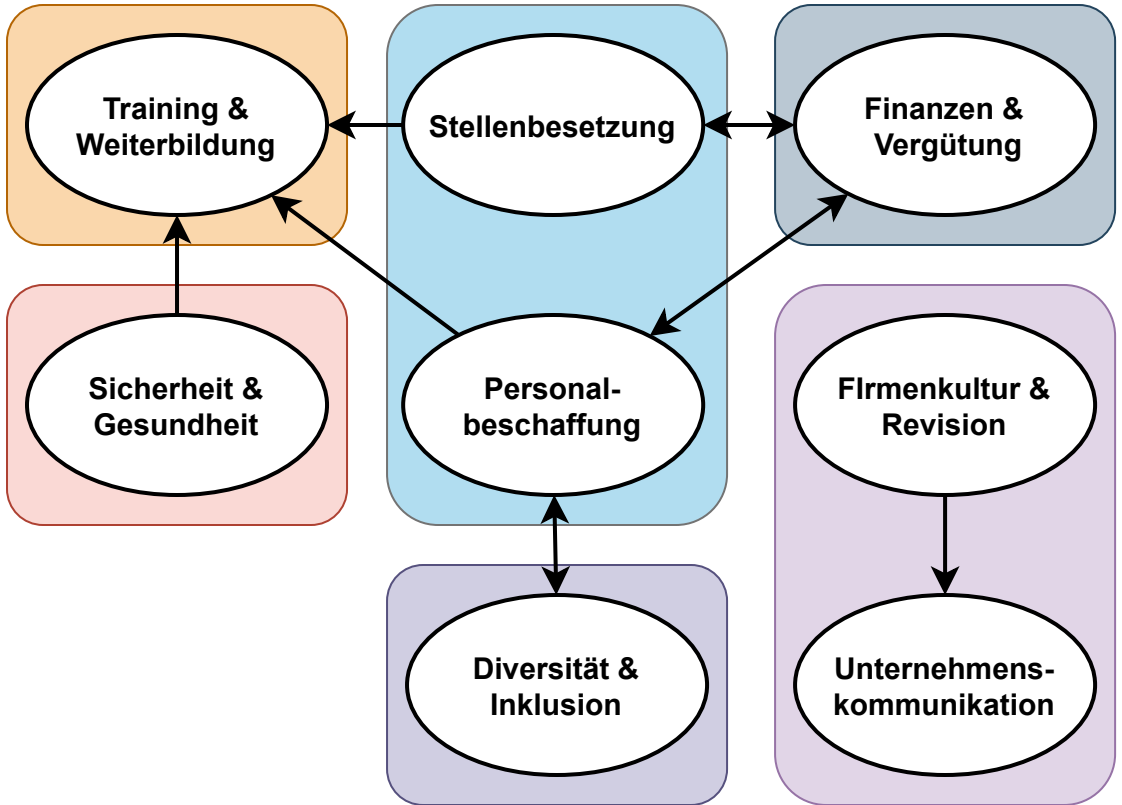 Training &
Weiterbildung
Stellenbesetzung
Finanzen &
Vergütung
Sicherheit &
Gesundheit
Personal-
beschaffung
FIrmenkultur &
Revision
Diversität &
Inklusion
Unternehmens-
kommunikation